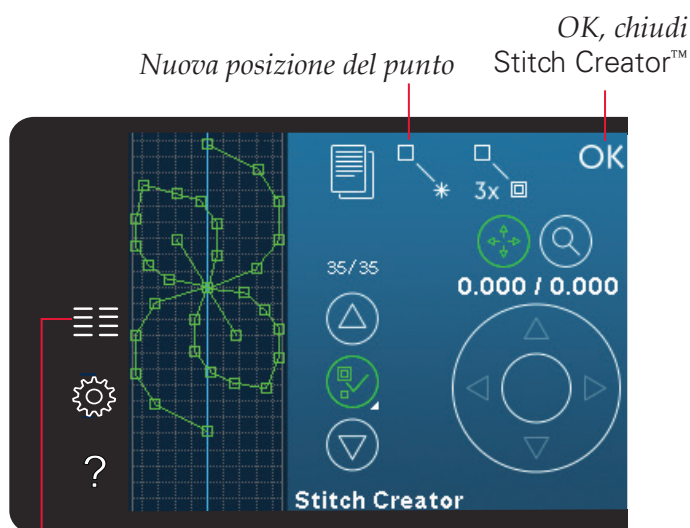 OK, chiudi
Nuova posizione del punto Stitch Creator™
OK
3x
35/35
0.000 / 0.000
?
Stitch Creator